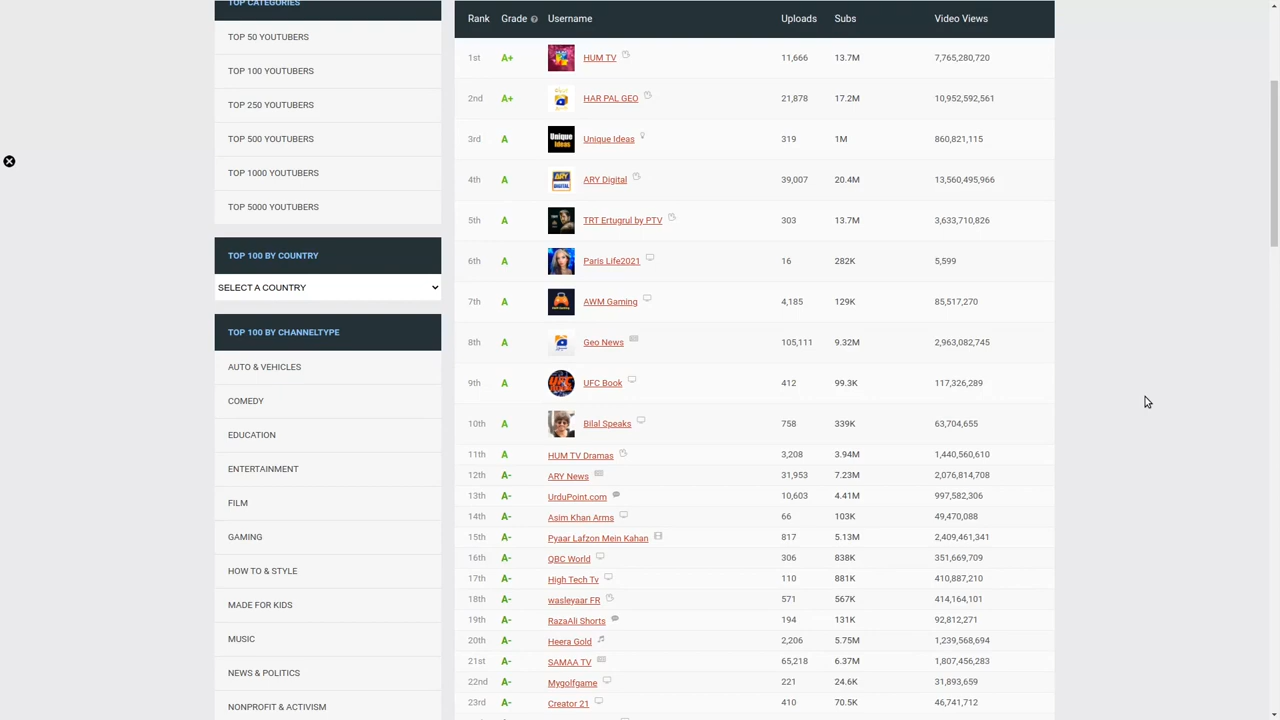 TOP CATEGORIES
TOP 50 YOUTUBERS
TOP 100 YOUTUBERS
TOP 250 YOUTUBERS
TOP 500 YOUTUBERS
TOP 1000 YOUTUBERS
TOP 5000 YOUTUBERS
TOP 100 BY COUNTRY
SELECT A COUNTRY
TOP 100 BY CHANNELTYPE
AUTO & VEHICLES
COMEDY
EDUCATION
ENTERTAINMENT
FILM
GAMING
HOW TO & STYLE
MADE FOR KIDS
MUSIC
NEWS & POLITICS
NONPROFIT & ACTIVISM
Rank Grade Username Uploads Subs Video Views
1st A+ HUM TV 11,666 13.7M 7,765,280,720
2nd A+ HAR PAL GEO 21,878 17.2M 10,952,592,561
3rd A Unique Ideas Unique Ideas 319 1M 860,821,115
4th A ARY DIGITAL ARY Digital 39,007 20.4M 13,560,495,966
5th A TRT Ertugrul by PTV 303 13.7M 3,633,710,826
6th A Paris Life2021 16 282K 5,599
7th A AWM Gaming 4,185 129K 85,517,270
8th A Geo News 105,111 9.32M 2,963,082,745
9th A UFC Book 412 99.3K 117,326,289
10th A Bilal Speaks 758 339K 63,704,655
11th A HUM TV Dramas 3,208 3.94M 1,440,560,610
12th A- ARY News 31,953 7.23M 2,076,814,708
13th A- UrduPoint.com 10,603 4.41M 997,582,306
14th A- Asim Khan Arms 66 103K 49,470,088
15th A- Pyaar Lafzon Mein Kahan 817 5.13M 2,409,461,341
16th A- QBC World 306 838K 351,669,709
17th A- High Tech Tv 110 881K 410,887,210
18th A- wasleyaar FR 571 567K 414,164,101
19th A- RazaAli Shorts 194 131K 92,812,271
20th A- Heera Gold 2,206 5.75M 1,239,568,694
21st A- SAMAA TV 65,218 6.37M 1,807,456,283
22nd A- Mygolfgame 221 24.6K 31,893,659
23rd A- Creator 21 410 70.5K 46,741,712